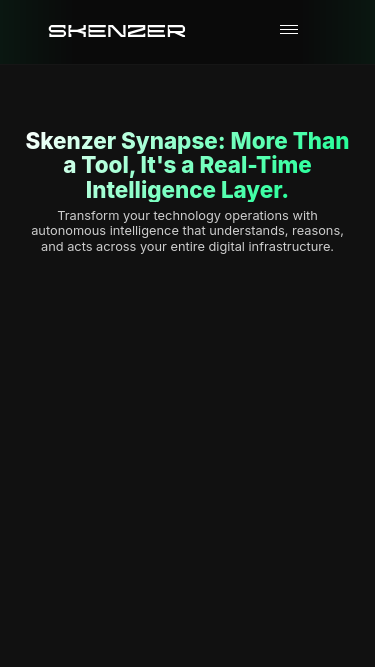 SKENZER
Skenzer Synapse: More Than
a Tool, It's a Real-Time
Intelligence Layer.
Transform your technology operations with
autonomous intelligence that understands, reasons,
and acts across your entire digital infrastructure.